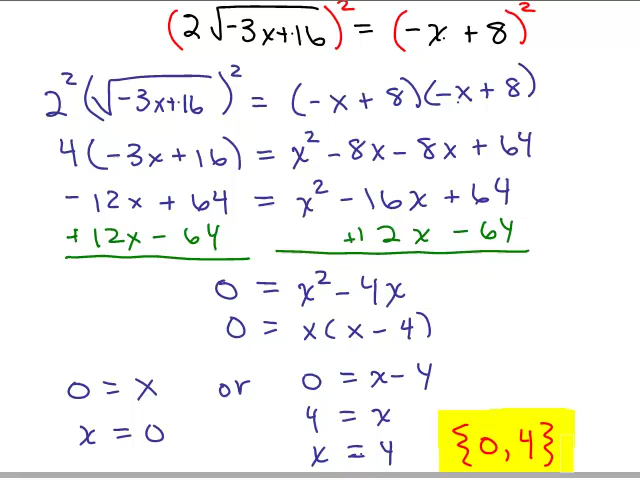 (2√-3x+16)² = (-x + 8)²
2²(√-3x+16)² = (-x + 8)(-x + 8)
4(-3x+16) = x² - 8x - 8x + 64
-12x + 64 = x² - 16x + 64
+12x - 64 +12x - 64
0 = x² - 4x
0 = x(x - 4)
0 = x or 0 = x - 4
4 = x
x = 0
x = 4
{0,4}